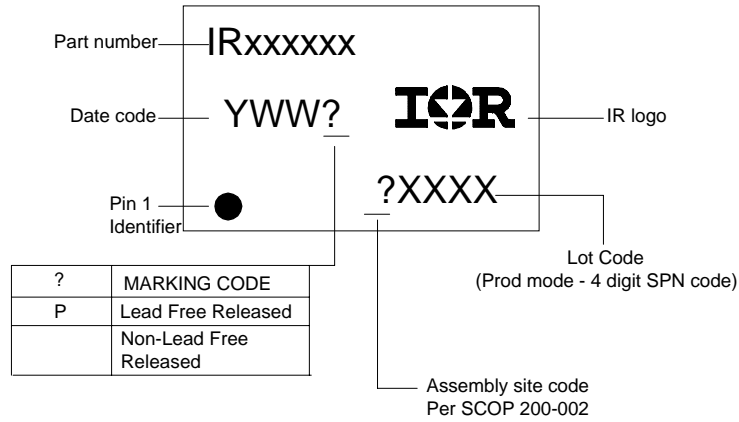 Part number
IRxxxxxx
Date code
YWW?
IOR
IR logo
?XXXX
Pin 1
Identifier
Lot Code
(Prod mode - 4 digit SPN code)
? MARKING CODE
P Lead Free Released
Non-Lead Free
Released
Assembly site code
Per SCOP 200-002